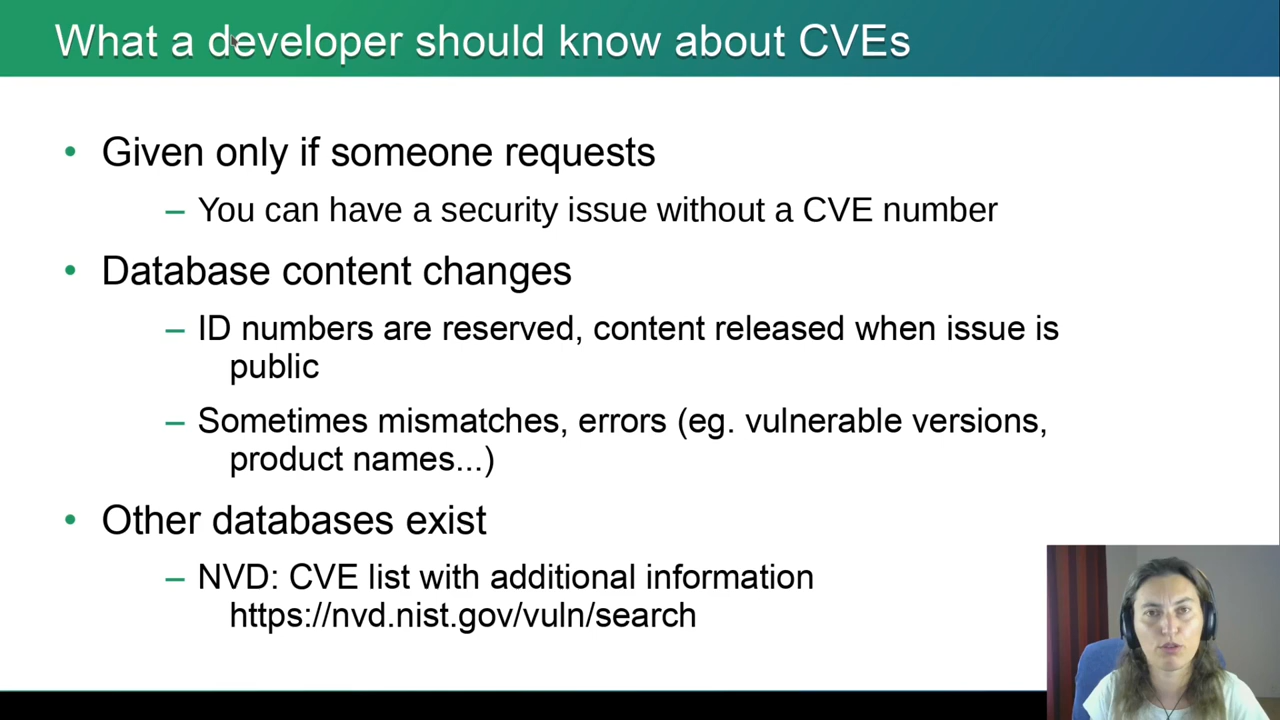 What a developer should know about CVEs
• Given only if someone requests
– You can have a security issue without a CVE number
• Database content changes
– ID numbers are reserved, content released when issue is
public
– Sometimes mismatches, errors (eg. vulnerable versions,
product names...)
• Other databases exist
– NVD: CVE list with additional information
https://nvd.nist.gov/vuln/search